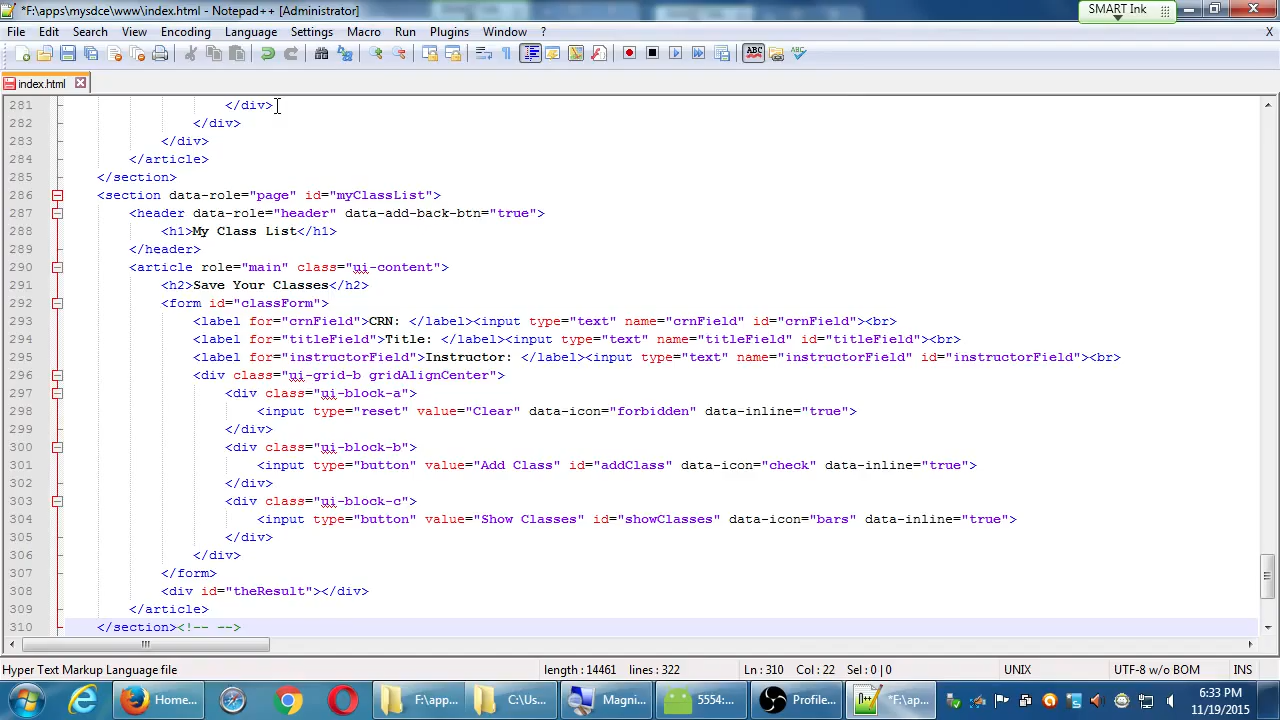 *F:\apps\mysdce\www\index.html - Notepad++ [Administrator]
SMART Ink
File Edit Search View Encoding Language Settings Macro Run Plugins Window ? X
index.html
281 </div>
282 </div>
283 </div>
284 </article>
285 </section>
286 <section data-role="page" id="myClassList">
287 <header data-role="header" data-add-back-btn="true">
288 <h1>My Class List</h1>
289 </header>
290 <article role="main" class="ui-content">
291 <h2>Save Your Classes</h2>
292 <form id="classForm">
293 <label for="crnField">CRN: </label><input type="text" name="crnField" id="crnField"><br>
294 <label for="titleField">Title: </label><input type="text" name="titleField" id="titleField"><br>
295 <label for="instructorField">Instructor: </label><input type="text" name="instructorField" id="instructorField"><br>
296 <div class="ui-grid-b gridAlignCenter">
297 <div class="ui-block-a">
298 <input type="reset" value="Clear" data-icon="forbidden" data-inline="true">
299 </div>
300 <div class="ui-block-b">
301 <input type="button" value="Add Class" id="addClass" data-icon="check" data-inline="true">
302 </div>
303 <div class="ui-block-c">
304 <input type="button" value="Show Classes" id="showClasses" data-icon="bars" data-inline="true">
305 </div>
306 </div>
307 </form>
308 <div id="theResult"></div>
309 </article>
310 </section><!-- -->
Hyper Text Markup Language file length : 14461 lines : 322 Ln : 310 Col : 22 Sel : 0 | 0 UNIX UTF-8 w/o BOM INS
Home... F:\app... C:\Us... Magni... 5554:... Profile... *F:\ap... 6:33 PM
11/19/2015